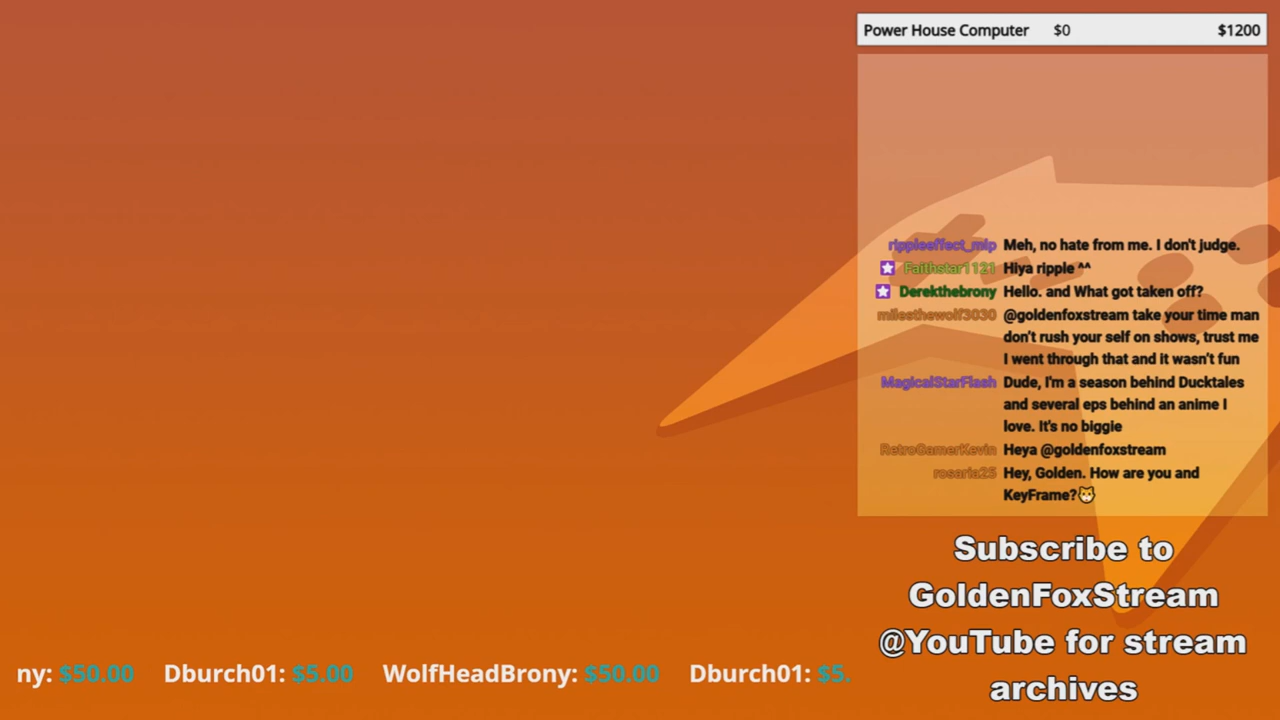 Power House Computer $0 $1200
rippleeffect_mlp Meh, no hate from me. I don't judge.
Faithstar1121 Hiya ripple ^^
Derekthebrony Hello. and What got taken off?
milesthewolf3030 @goldenfoxstream take your time man
don't rush your self on shows, trust me
I went through that and it wasn't fun
MagicalStarFlash Dude, I'm a season behind Ducktales
and several eps behind an anime I
love. It's no biggie
RetroGamerKevin Heya @goldenfoxstream
rosaria25 Hey, Golden. How are you and
KeyFrame?
Subscribe to
GoldenFoxStream
@YouTube for stream
archives
ny: $50.00 Dburch01: $5.00 WolfHeadBrony: $50.00 Dburch01: $5.